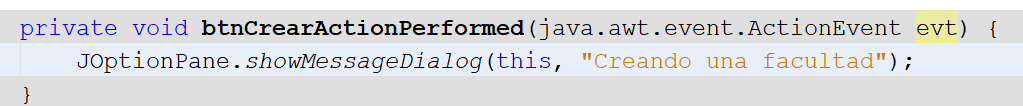 private void btnCrearActionPerformed(java.awt.event.ActionEvent evt) {
JOptionPane.showMessageDialog(this, "Creando una facultad");
}